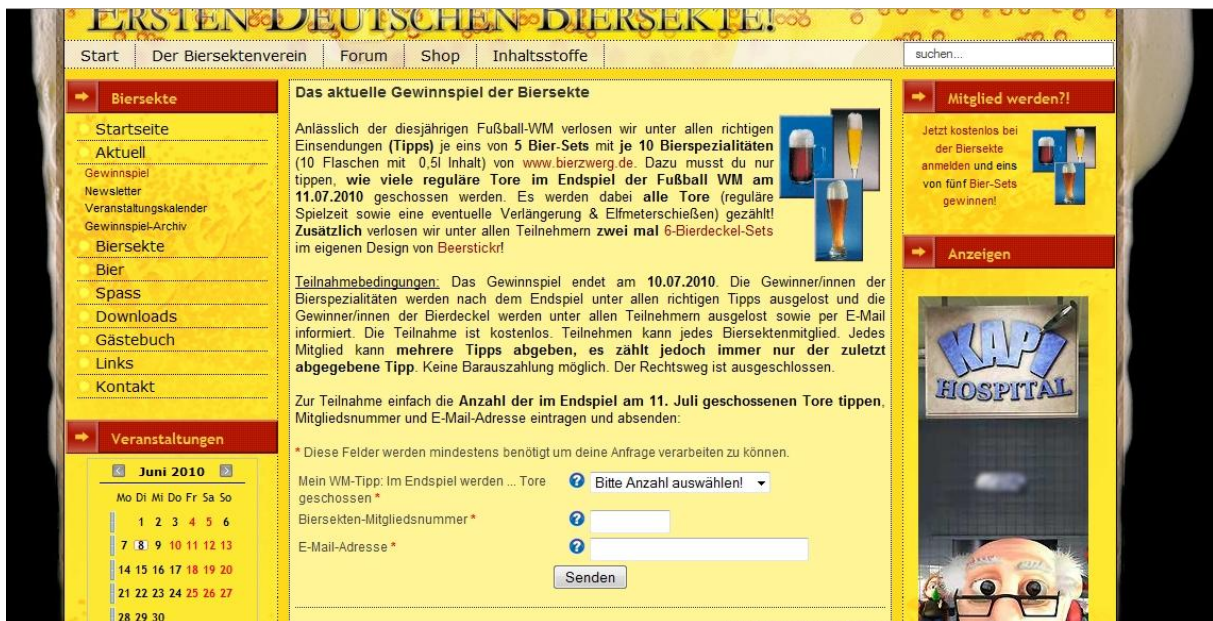 ERSTEN DEUTSCHEN BIERSEKTE!
Start Der Biersektenverein Forum Shop Inhaltsstoffe
suchen...
Biersekte
Startseite
Aktuell
Gewinnspiel
Newsletter
Veranstaltungskalender
Gewinnspiel-Archiv
Biersekte
Bier
Spass
Downloads
Gästebuch
Links
Kontakt
Veranstaltungen
Juni 2010
Mo Di Mi Do Fr Sa So
1 2 3 4 5 6
7 8 9 10 11 12 13
14 15 16 17 18 19 20
21 22 23 24 25 26 27
28 29 30
Das aktuelle Gewinnspiel der Biersekte
Anlässlich der diesjährigen Fußball-WM verlosen wir unter allen richtigen
Einsendungen (Tipps) je eins von 5 Bier-Sets mit je 10 Bierspezialitäten
(10 Flaschen mit 0,5l Inhalt) von www.bierzwerg.de. Dazu musst du nur
tippen, wie viele reguläre Tore im Endspiel der Fußball WM am
11.07.2010 geschossen werden. Es werden dabei alle Tore (reguläre
Spielzeit sowie eine eventuelle Verlängerung & Elfmeterschießen) gezählt!
Zusätzlich verlosen wir unter allen Teilnehmern zwei mal 6-Bierdeckel-Sets
im eigenen Design von Beerstickr!
Teilnahmebedingungen: Das Gewinnspiel endet am 10.07.2010. Die Gewinner/innen der
Bierspezialitäten werden nach dem Endspiel unter allen richtigen Tipps ausgelost und die
Gewinner/innen der Bierdeckel werden unter allen Teilnehmern ausgelost sowie per E-Mail
informiert. Die Teilnahme ist kostenlos. Teilnehmen kann jedes Biersektenmitglied. Jedes
Mitglied kann mehrere Tipps abgeben, es zählt jedoch immer nur der zuletzt
abgegebene Tipp. Keine Barauszahlung möglich. Der Rechtsweg ist ausgeschlossen.
Zur Teilnahme einfach die Anzahl der im Endspiel am 11. Juli geschossenen Tore tippen,
Mitgliedsnummer und E-Mail-Adresse eintragen und absenden:
* Diese Felder werden mindestens benötigt um deine Anfrage verarbeiten zu können.
Mein WM-Tipp: Im Endspiel werden ... Tore
geschossen *
Bitte Anzahl auswählen!
Biersekten-Mitgliedsnummer *
E-Mail-Adresse *
Senden
Mitglied werden?!
Jetzt kostenlos bei
der Biersekte
anmelden und eins
von fünf Bier-Sets
gewinnen!
Anzeigen
KAPI
HOSPITAL